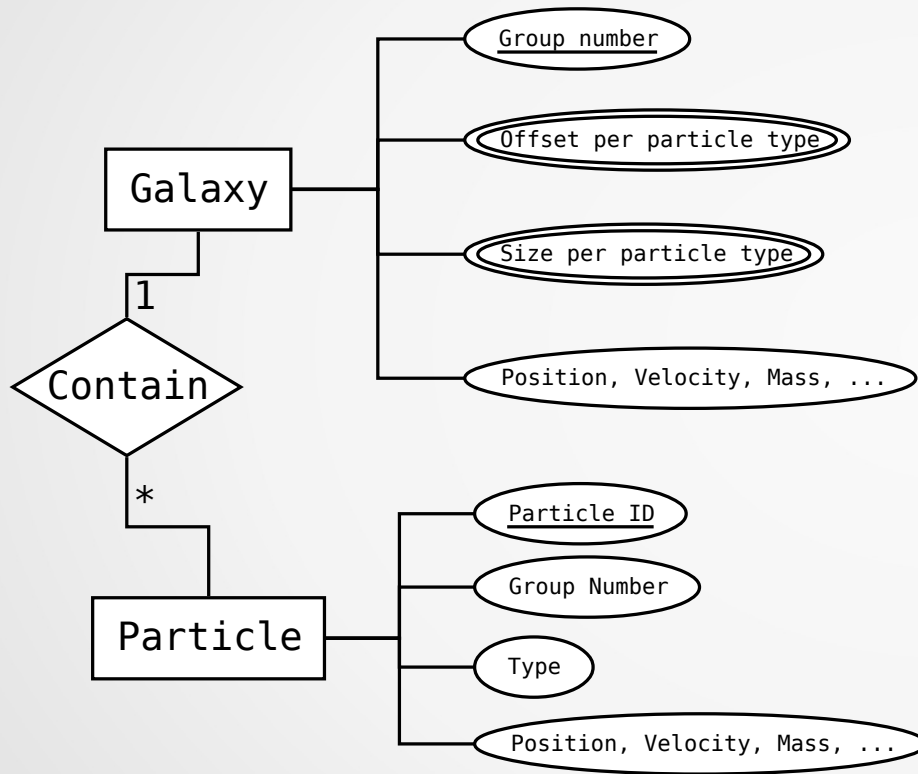 Group number
Offset per particle type
Galaxy
Size per particle type
1
Contain
Position, Velocity, Mass, ...
*
Particle ID
Group Number
Particle
Type
Position, Velocity, Mass, ...